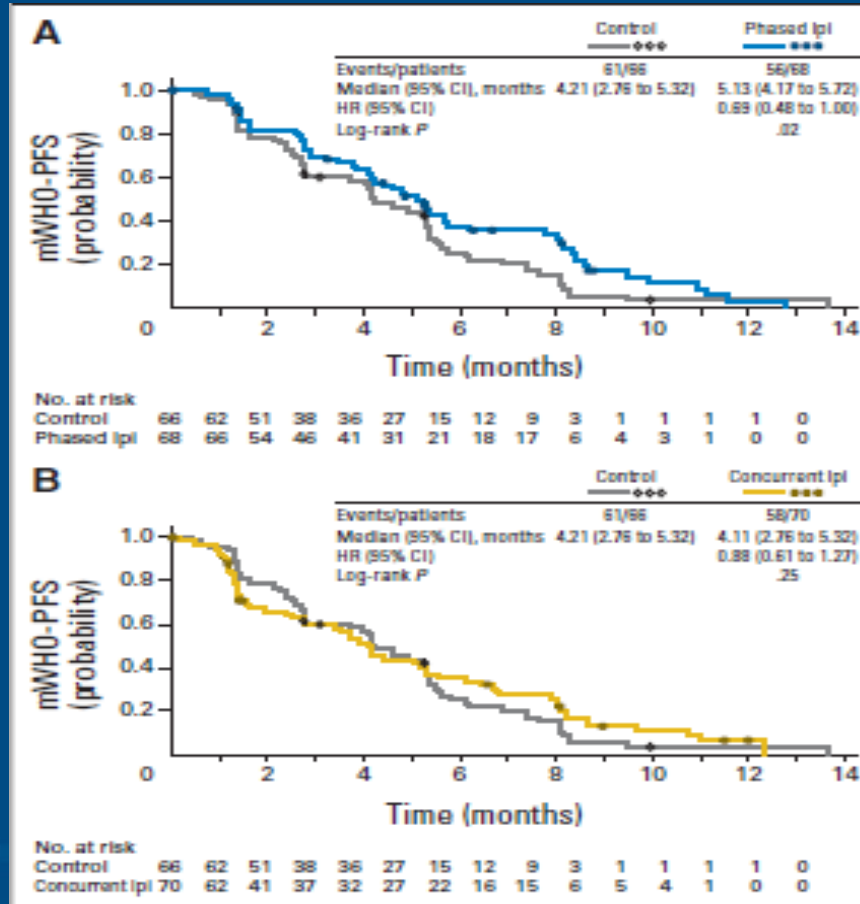 A
Control Phased Ipi
Events/patients 61/66 56/68
Median (95% CI), months 4.21 (2.76 to 5.32) 5.13 (4.17 to 5.72)
HR (95% CI) 0.69 (0.48 to 1.00)
Log-rank P .02
mWHO-PFS
(probability)
1.0
0.8
0.6
0.4
0.2
0 2 4 6 8 10 12 14
Time (months)
No. at risk
Control 66 62 51 38 36 27 15 12 9 3 1 1 1 1 0
Phased Ipi 68 66 54 46 41 31 21 18 17 6 4 3 1 0 0
B
Control Concurrent Ipi
Events/patients 61/66 58/70
Median (95% CI), months 4.21 (2.76 to 5.32) 4.11 (2.76 to 5.32)
HR (95% CI) 0.88 (0.61 to 1.27)
Log-rank P .25
mWHO-PFS
(probability)
1.0
0.8
0.6
0.4
0.2
0 2 4 6 8 10 12 14
Time (months)
No. at risk
Control 66 62 51 38 36 27 15 12 9 3 1 1 1 1 0
Concurrent Ipi 70 62 41 37 32 27 22 16 15 6 5 4 1 0 0